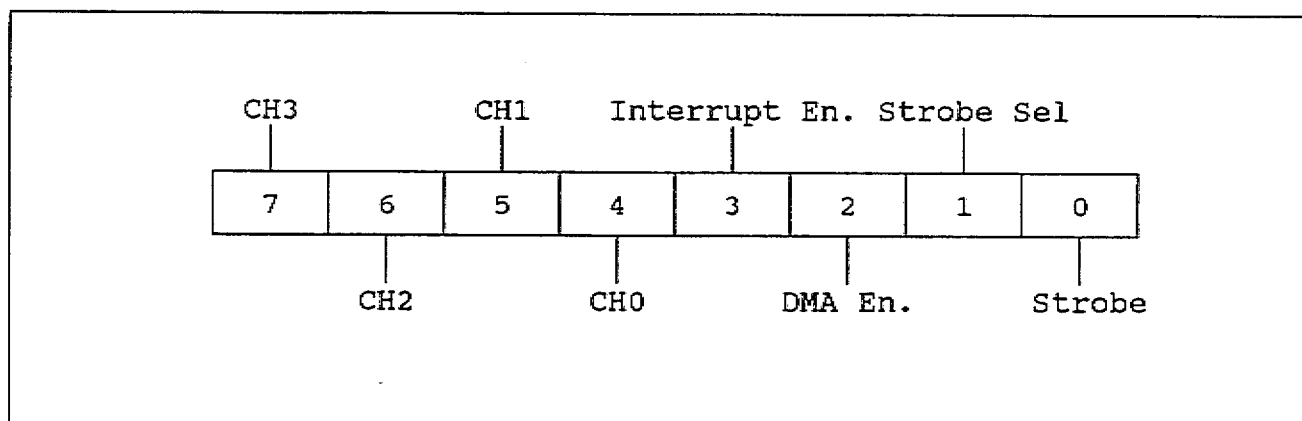 CH3 CH1 Interrupt En. Strobe Sel
7 6 5 4 3 2 1 0
CH2 CH0 DMA En. Strobe